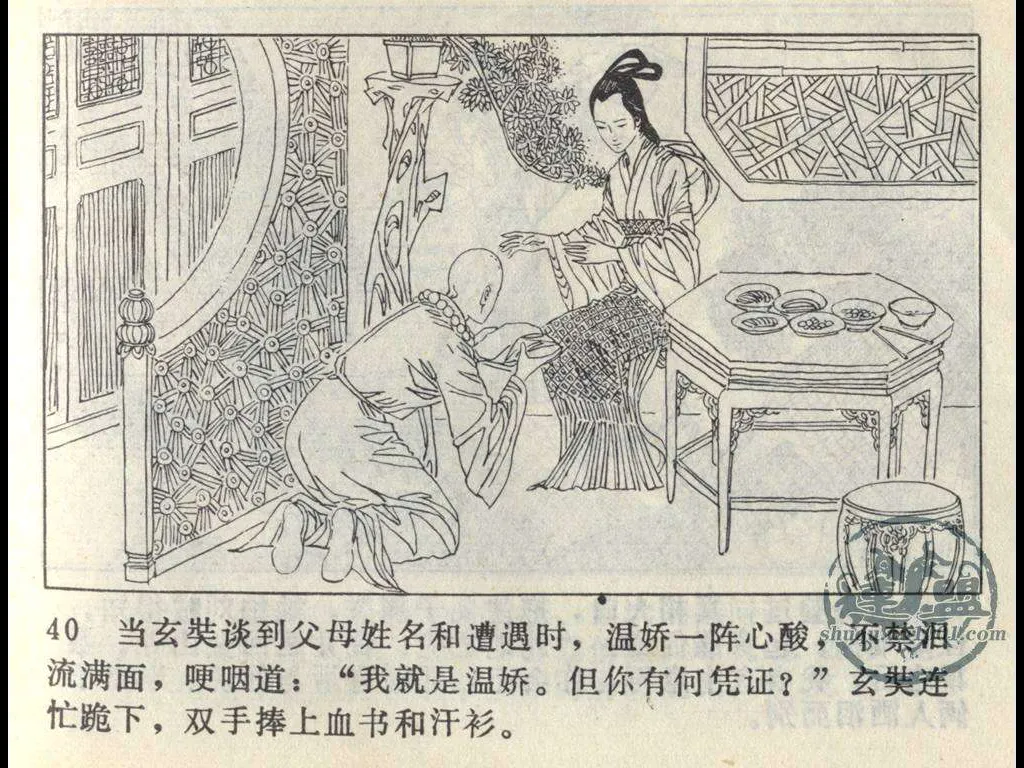 40 当玄奘谈到父母姓名和遭遇时，温娇一阵心酸，不禁泪
流满面，哽咽道：“我就是温娇。但你有何凭证？”玄奘连
忙跪下，双手捧上血书和汗衫。